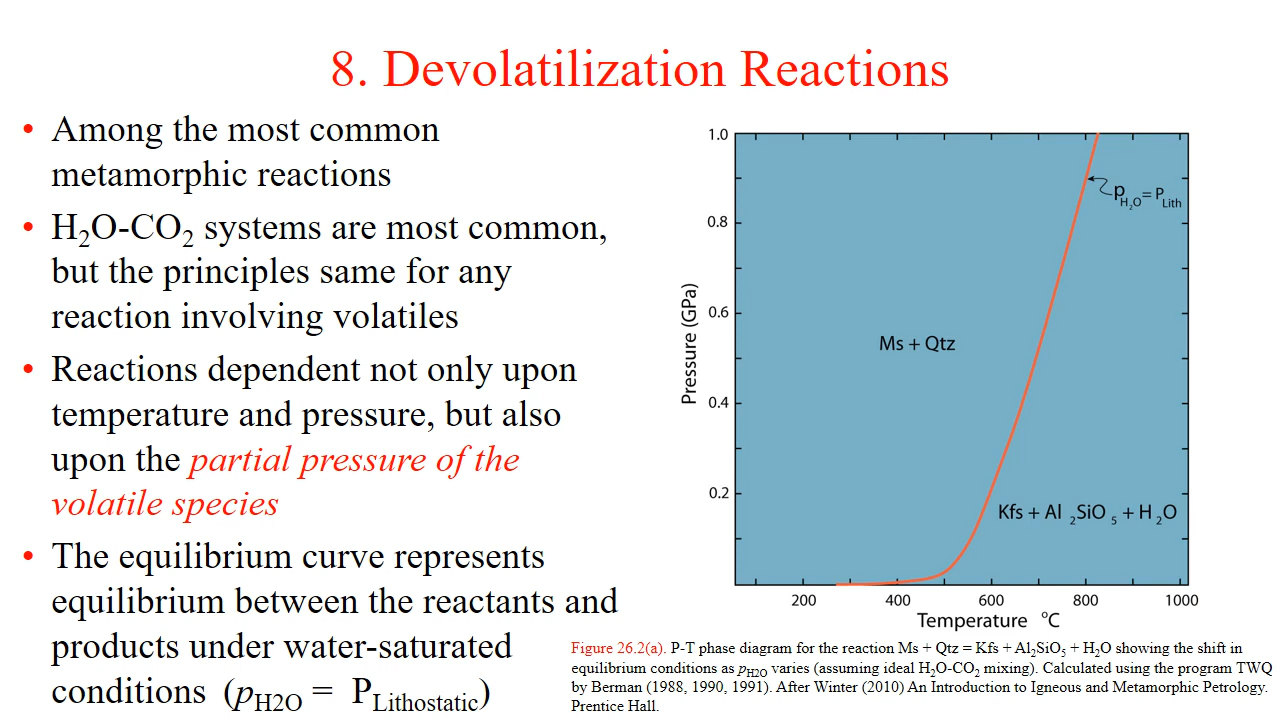 8. Devolatilization Reactions
• Among the most common
metamorphic reactions
• H₂O-CO₂ systems are most common,
but the principles same for any
reaction involving volatiles
• Reactions dependent not only upon
temperature and pressure, but also
upon the partial pressure of the
volatile species
• The equilibrium curve represents
equilibrium between the reactants and
products under water-saturated
conditions (pH2O = PLithostatic)
Pressure (GPa)
1.0
0.8
0.6
0.4
0.2
pH₂O = PLith
Ms + Qtz
Kfs + Al₂SiO₅ + H₂O
200 400 600 800 1000
Temperature °C
Figure 26.2(a). P-T phase diagram for the reaction Ms + Qtz = Kfs + Al₂SiO₅ + H₂O showing the shift in
equilibrium conditions as pH2O varies (assuming ideal H₂O-CO₂ mixing). Calculated using the program TWQ
by Berman (1988, 1990, 1991). After Winter (2010) An Introduction to Igneous and Metamorphic Petrology.
Prentice Hall.